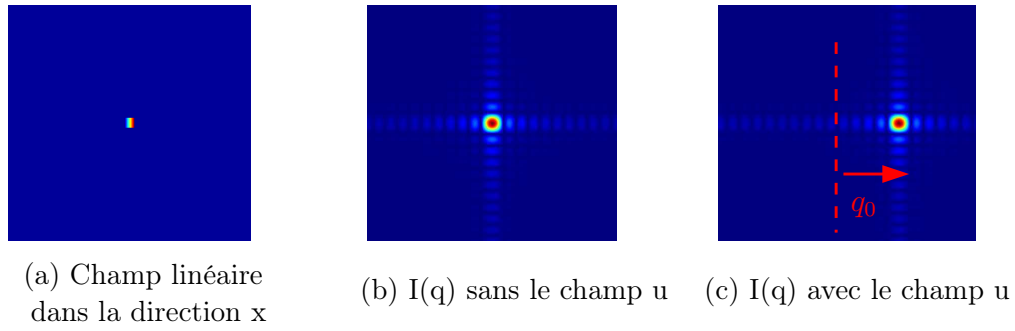 q₀
(a) Champ linéaire
dans la direction x
(b) I(q) sans le champ u
(c) I(q) avec le champ u